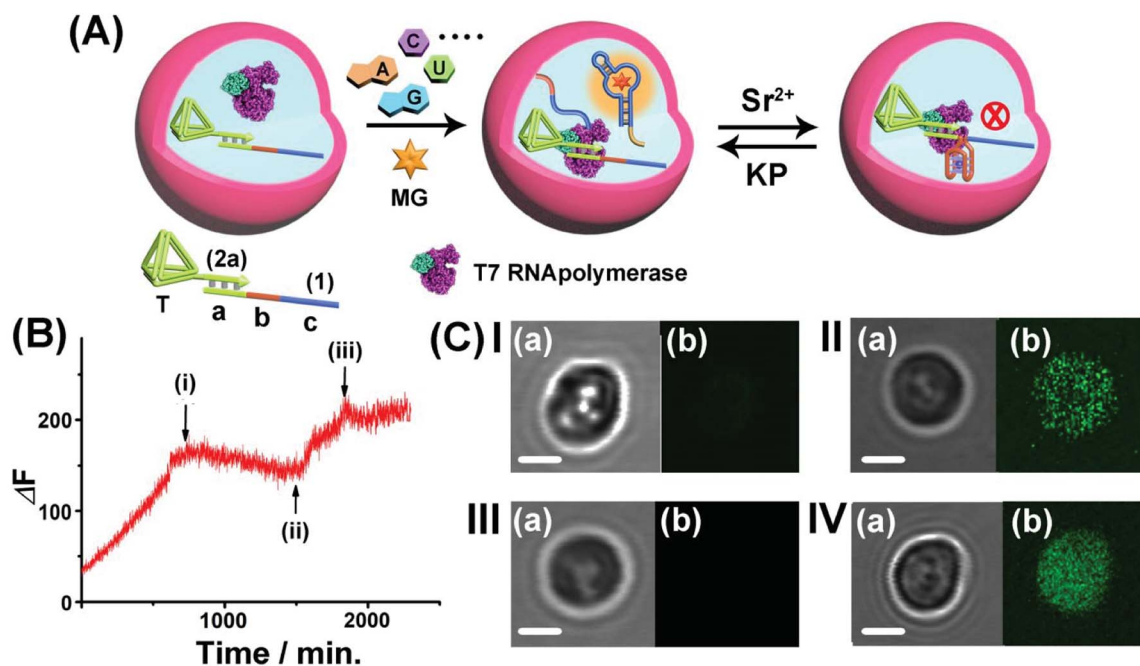 (A)
C ....
A
U
G
MG
Sr²⁺
KP
(2a)
(1)
T
a
b
c
T7 RNApolymerase
(B)
(i)
(ii)
(iii)
200
100
0
ΔF
1000
2000
Time / min.
(C) I (a) (b)
II (a) (b)
III (a) (b)
IV (a) (b)